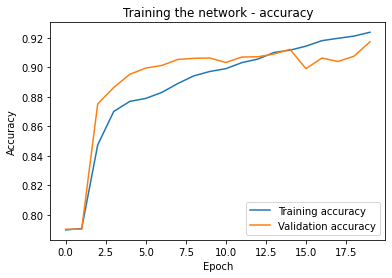 Training the network - accuracy
Accuracy
0.92
0.90
0.88
0.86
0.84
0.82
0.80
Training accuracy
Validation accuracy
0.0 2.5 5.0 7.5 10.0 12.5 15.0 17.5
Epoch